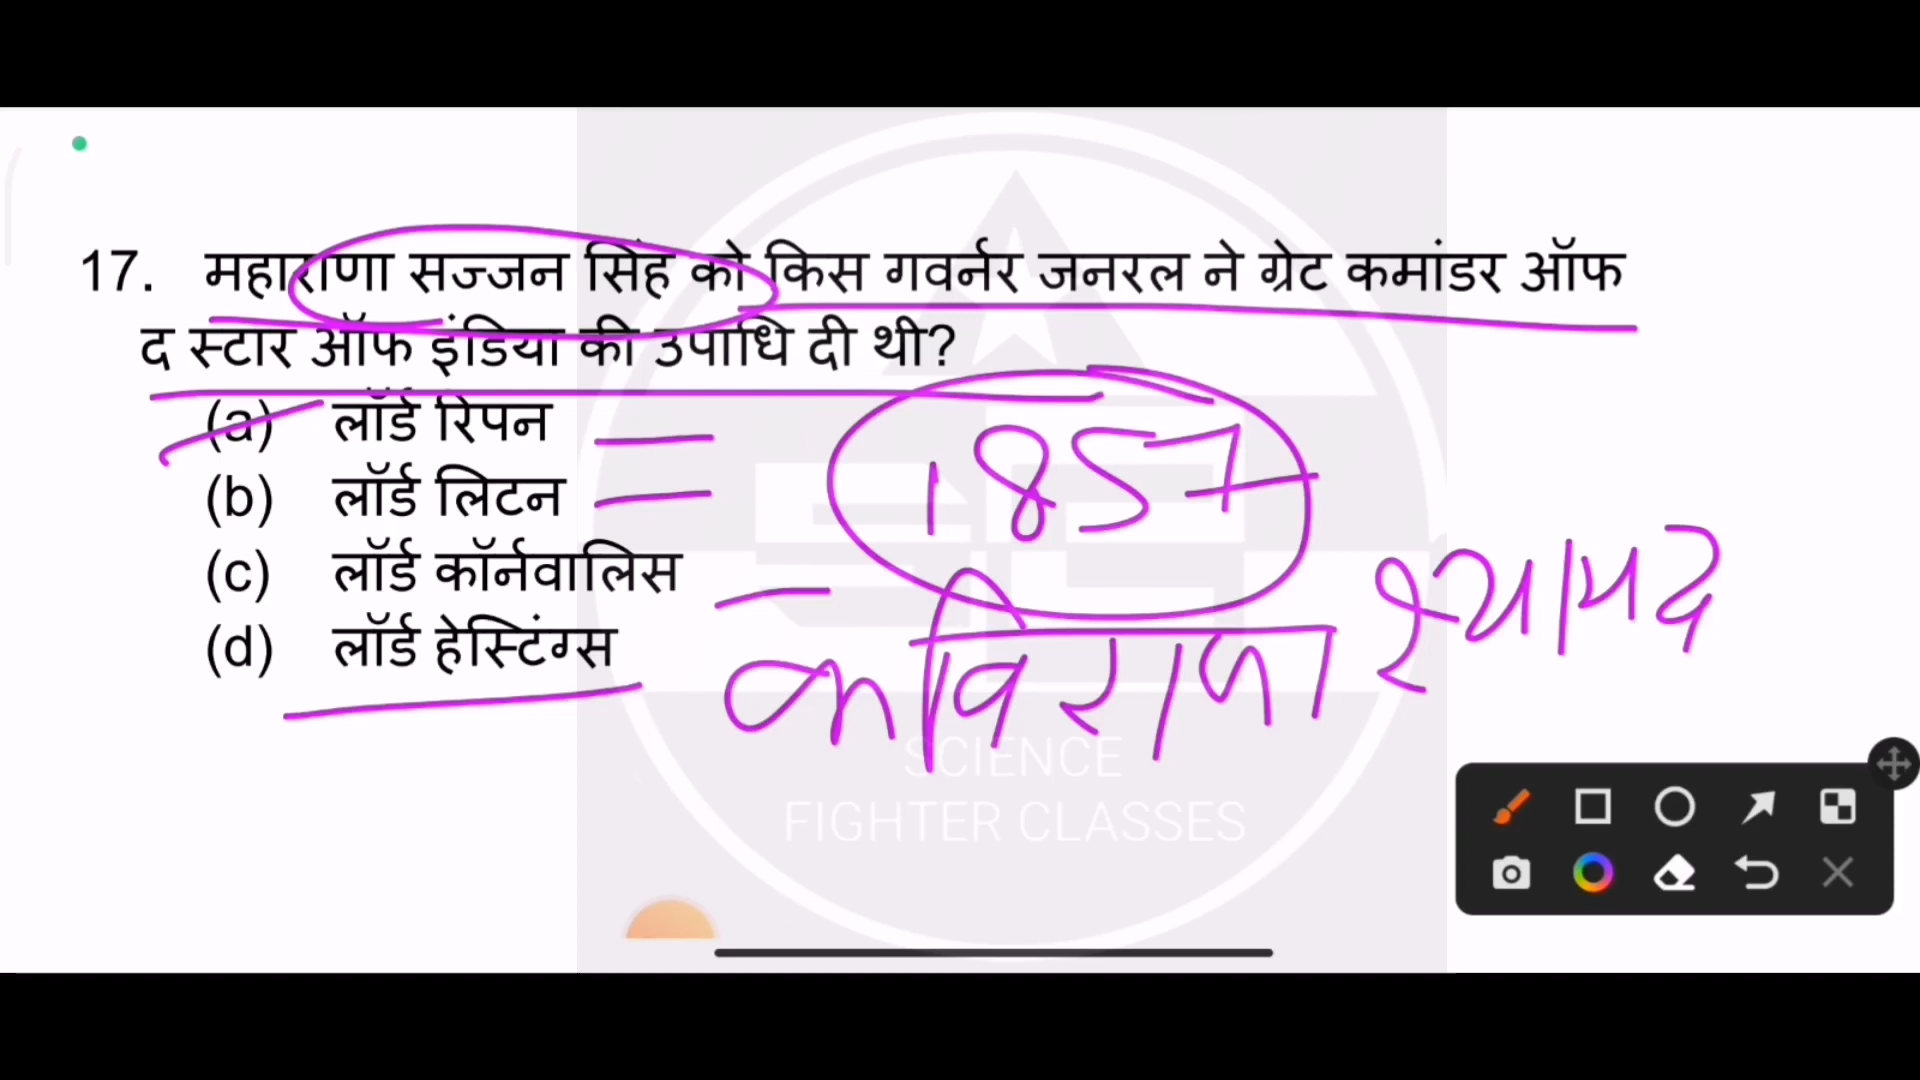 17. महाराणा सज्जन सिंह को किस गवर्नर जनरल ने ग्रेट कमांडर ऑफ
द स्टार ऑफ इंडिया की उपाधि दी थी?
(a) लॉर्ड रिपन
(b) लॉर्ड लिटन
(c) लॉर्ड कॉर्नवालिस
(d) लॉर्ड हेस्टिंग्स
1857
कविराजा श्यामद
SCIENCE
FIGHTER CLASSES